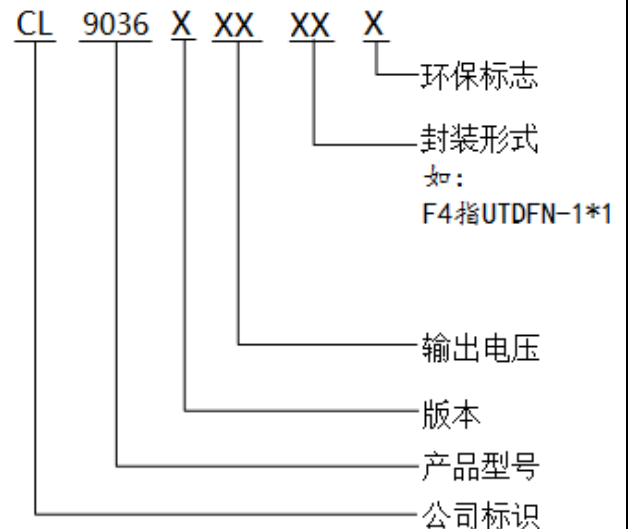 CL 9036 X XX XX X
环保标志
封装形式
如:
F4指UTDFN-1*1
输出电压
版本
产品型号
公司标识